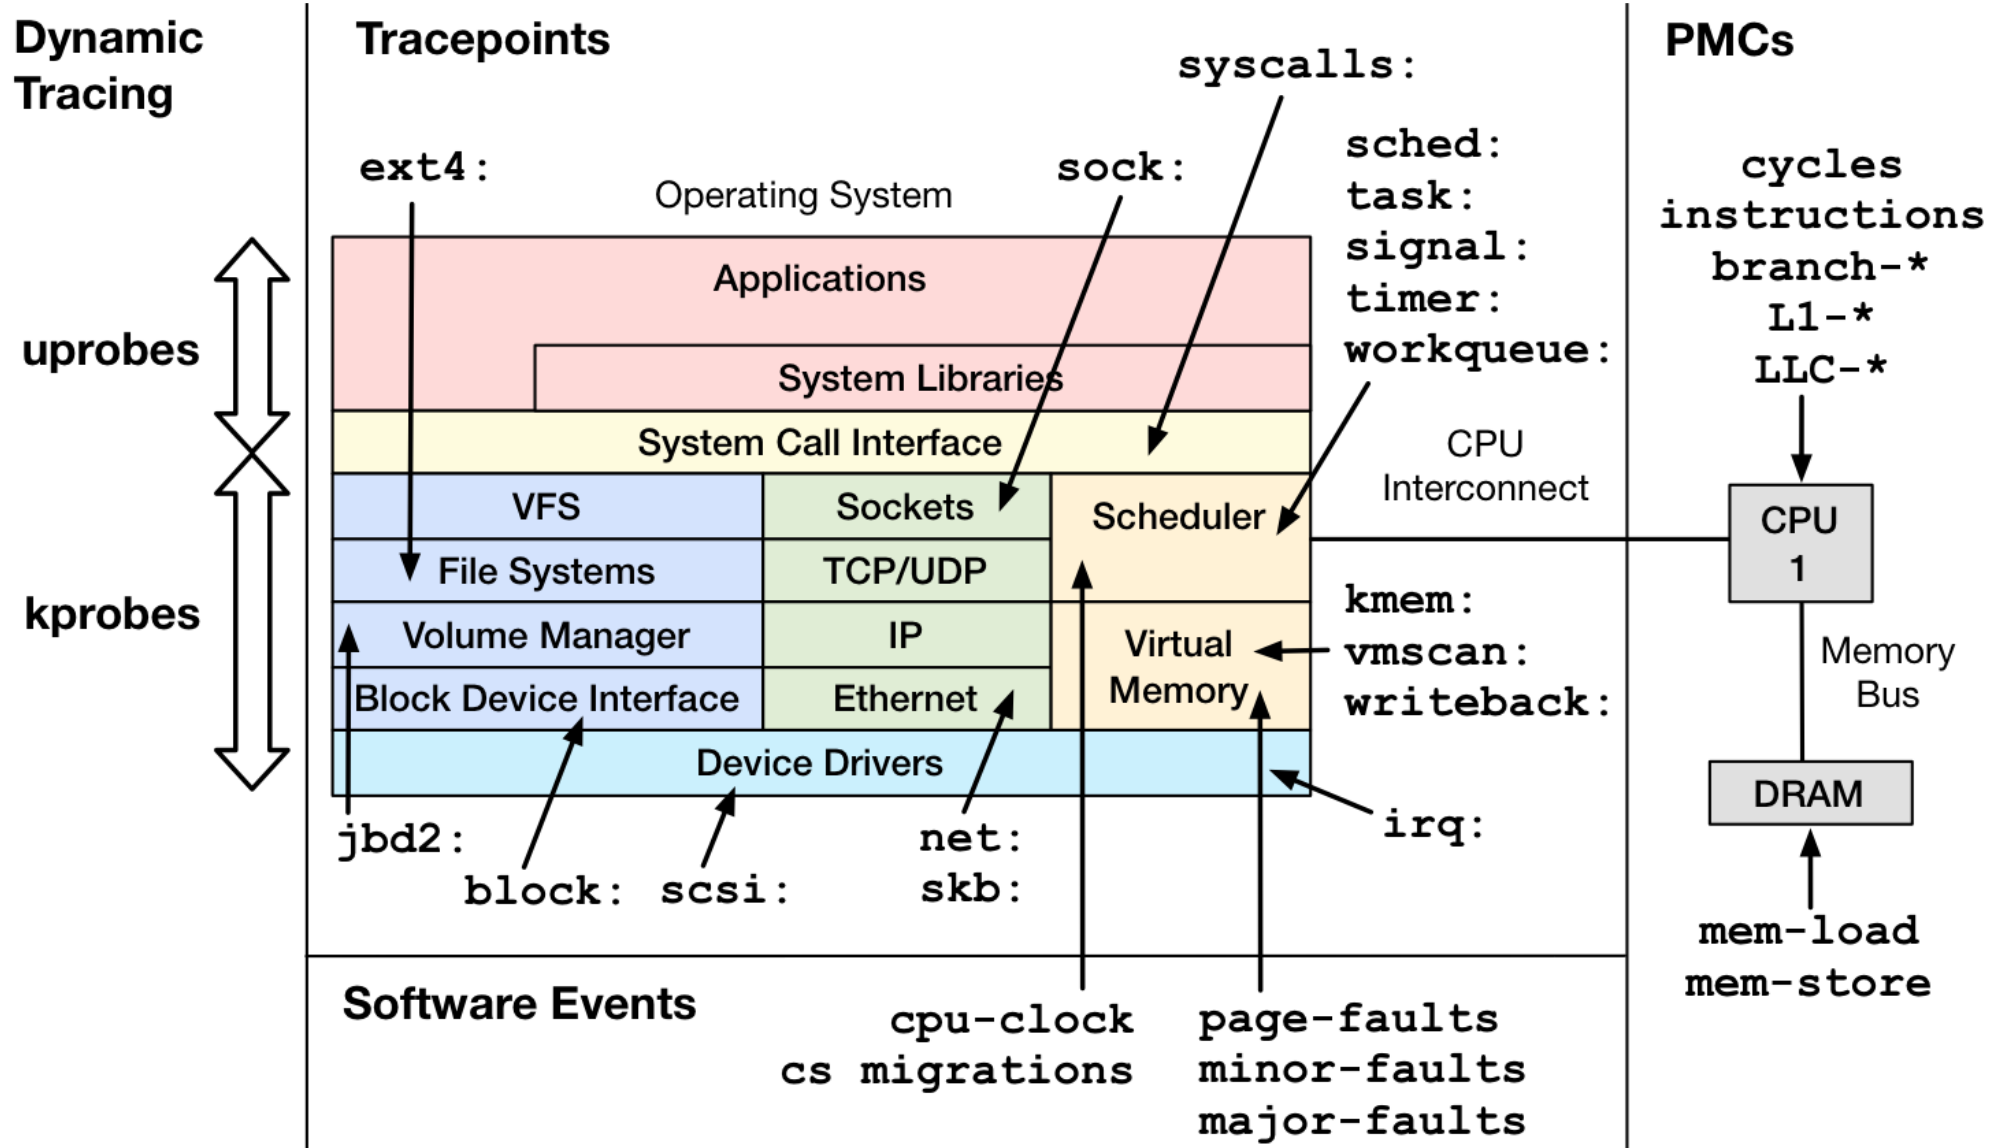 Dynamic
Tracing
Tracepoints
PMCs
syscalls:
ext4:
Operating System
sock:
sched:
task:
signal:
timer:
workqueue:
cycles
instructions
branch-*
L1-*
LLC-*
uprobes
kprobes
Applications
System Libraries
System Call Interface
VFS
Sockets
Scheduler
File Systems
TCP/UDP
Volume Manager
IP
Virtual
Memory
Block Device Interface
Ethernet
Device Drivers
CPU
Interconnect
CPU
1
kmem:
vmscan:
writeback:
Memory
Bus
DRAM
jbd2:
block:
scsi:
net:
skb:
irq:
mem-load
mem-store
Software Events
cpu-clock
cs migrations
page-faults
minor-faults
major-faults